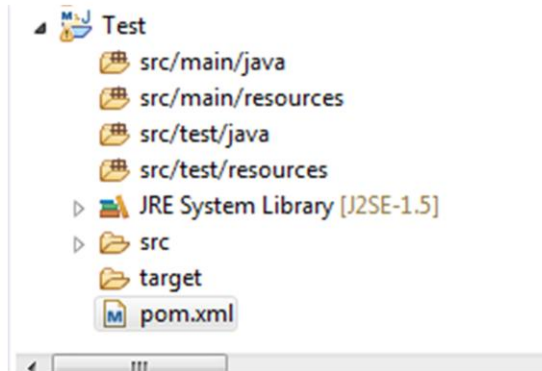 Test
src/main/java
src/main/resources
src/test/java
src/test/resources
JRE System Library [J2SE-1.5]
src
target
pom.xml